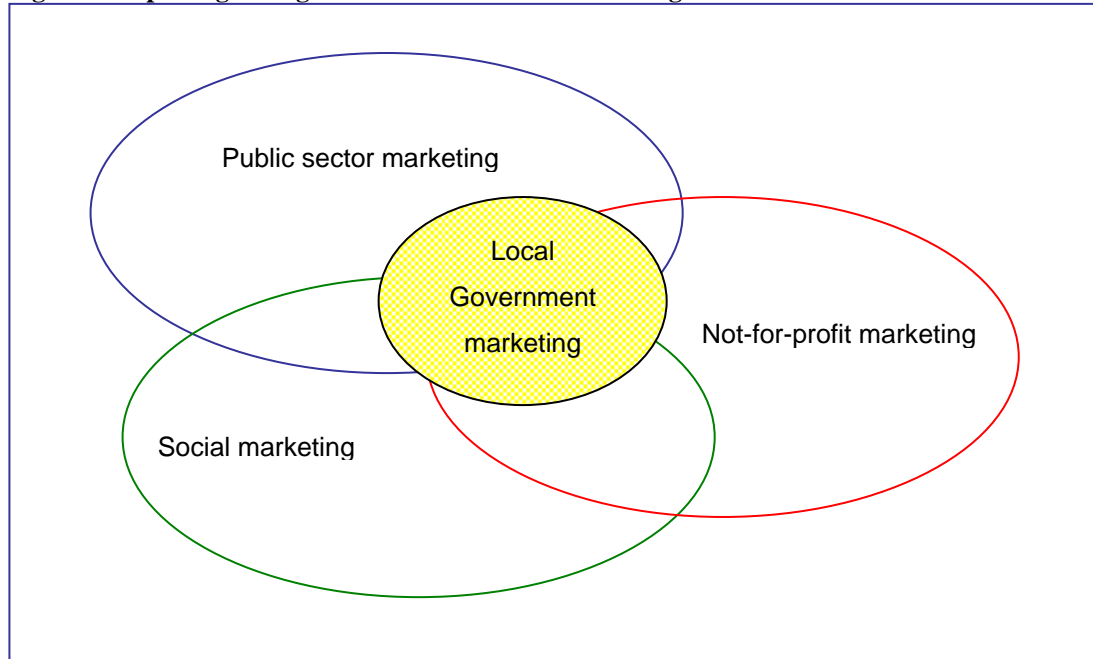 Public sector marketing
Local
Government
marketing
Not-for-profit marketing
Social marketing